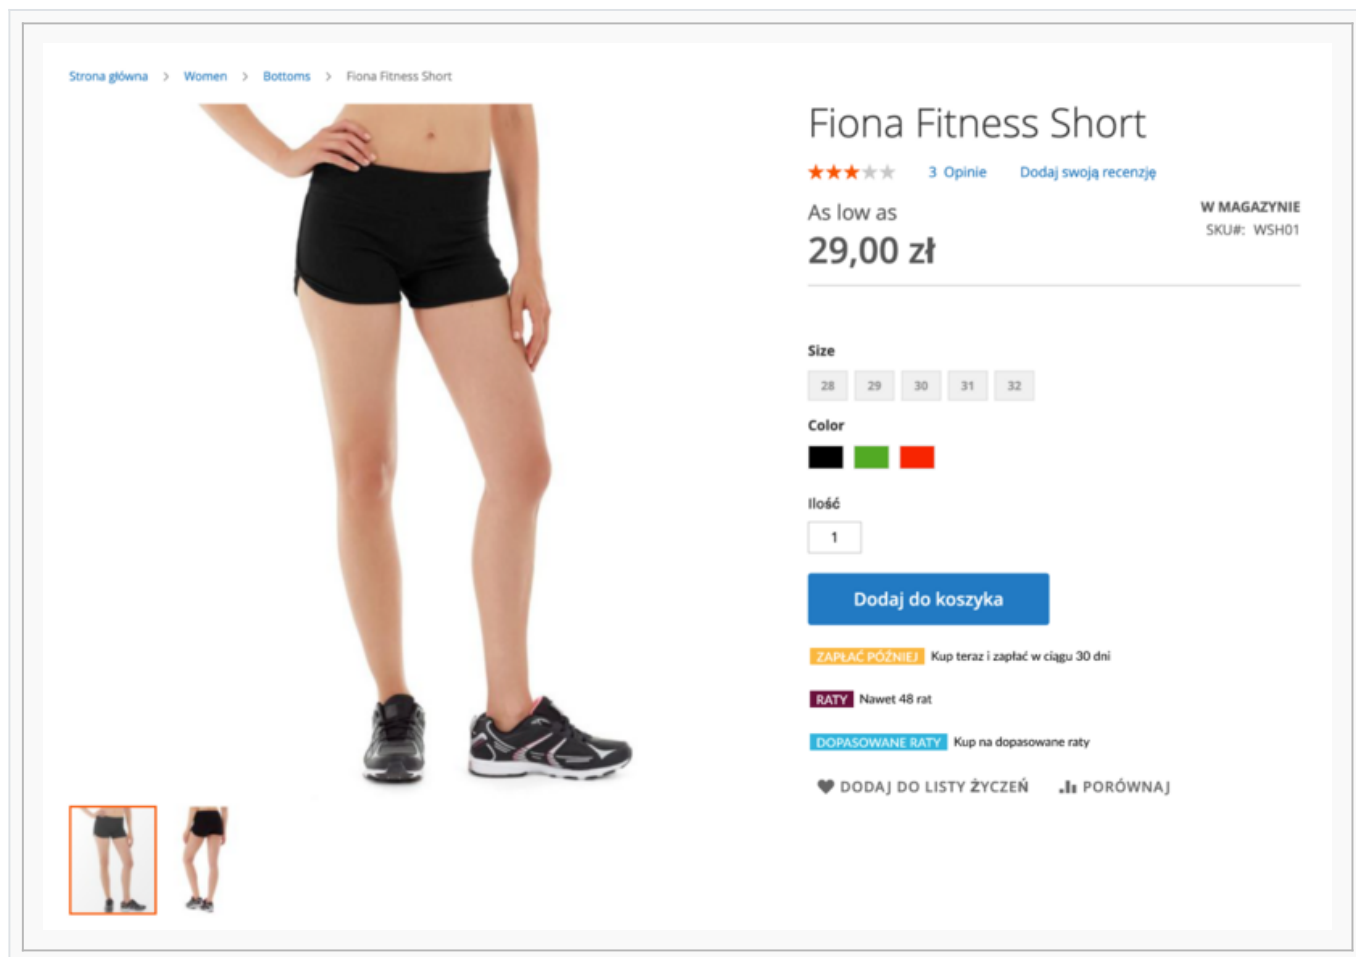 Strona główna > Women > Bottoms > Fiona Fitness Short
Fiona Fitness Short
3 Opinie Dodaj swoją recenzję
As low as
29,00 zł
W MAGAZYNIE
SKU#: WSH01
Size
28 29 30 31 32
Color
Ilość
1
Dodaj do koszyka
ZAPŁAĆ PÓŹNIEJ Kup teraz i zapłać w ciągu 30 dni
RATY Nawet 48 rat
DOPASOWANE RATY Kup na dopasowane raty
DODAJ DO LISTY ŻYCZEŃ PORÓWNAJ